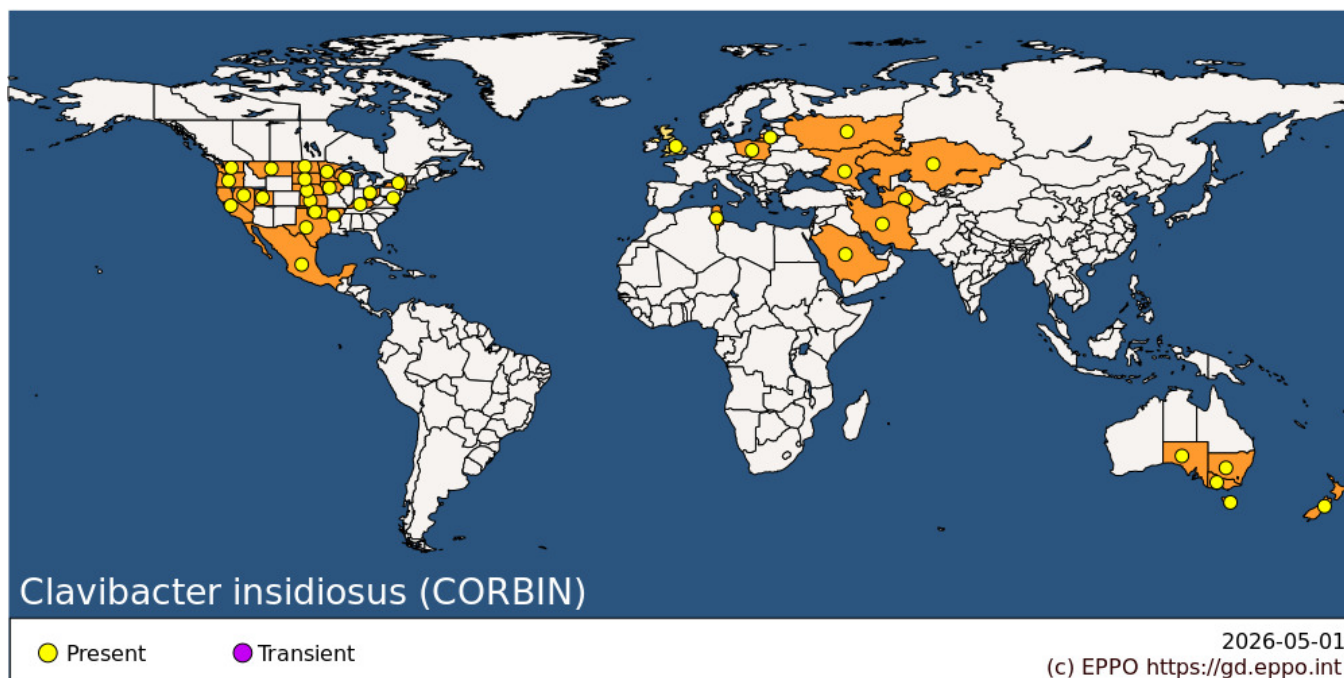 Clavibacter insidiosus (CORBIN)
Present
Transient
2026-05-01
(c) EPPO https://gd.eppo.int